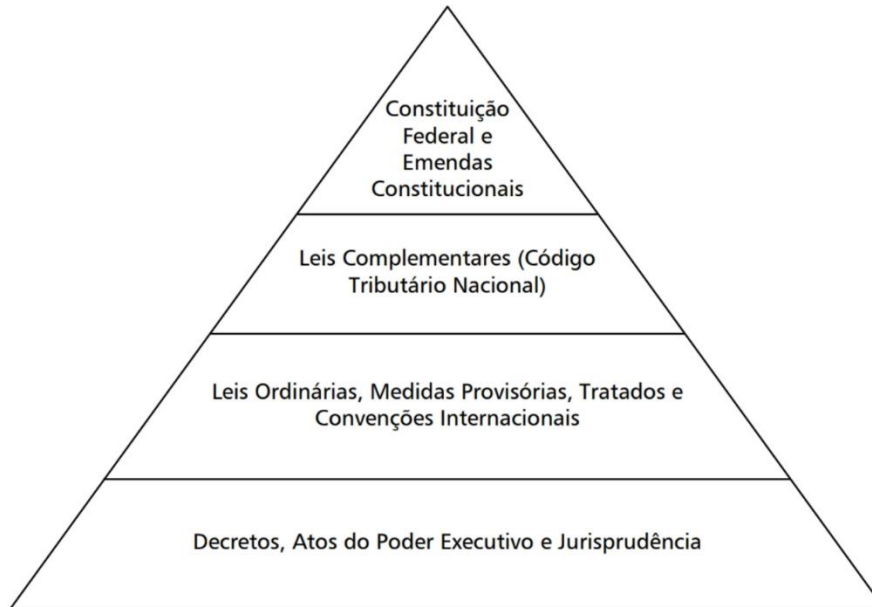 Constituição
Federal e
Emendas
Constitucionais
Leis Complementares (Código
Tributário Nacional)
Leis Ordinárias, Medidas Provisórias, Tratados e
Convenções Internacionais
Decretos, Atos do Poder Executivo e Jurisprudência